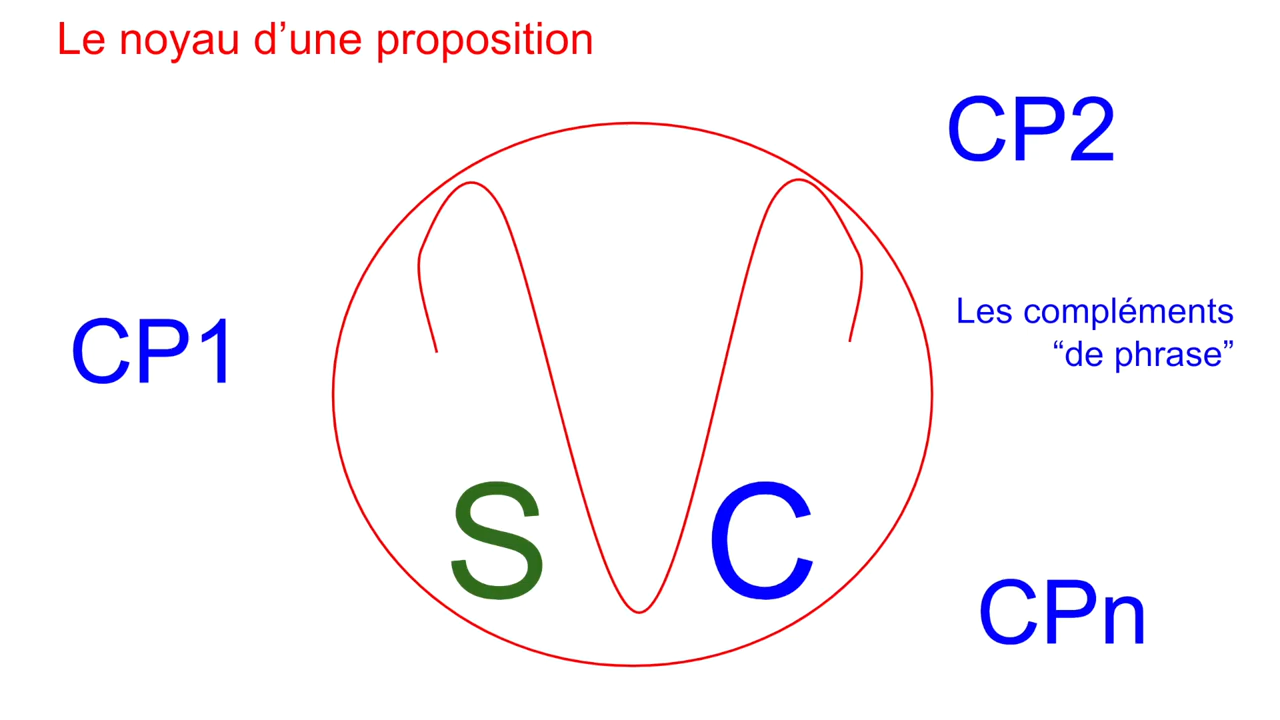 Le noyau d’une proposition
CP2
CP1
Les compléments
“de phrase”
S C
CPn